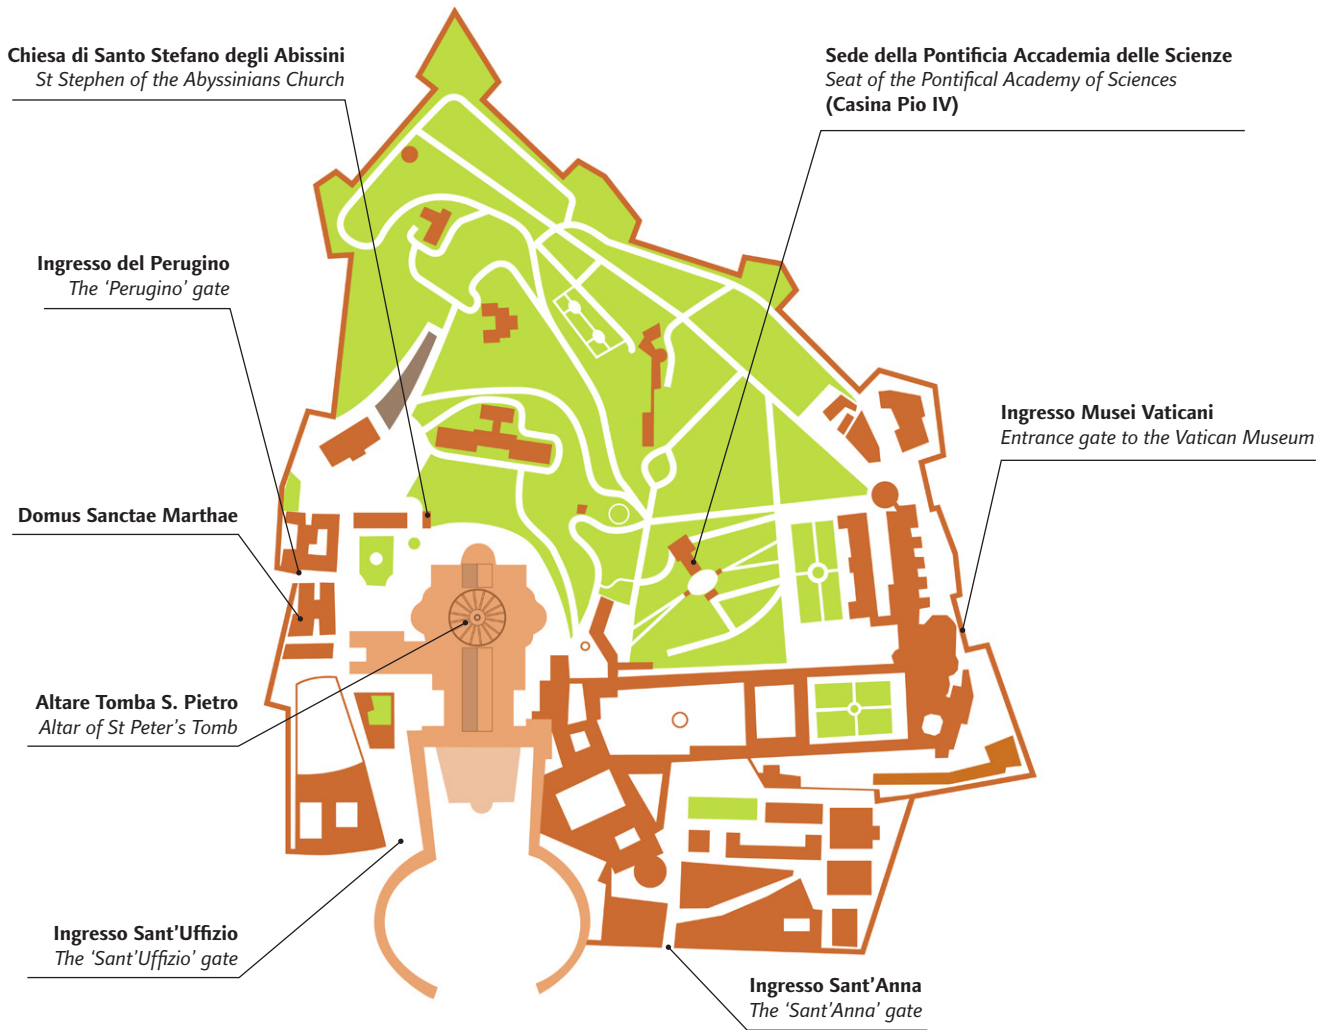 Chiesa di Santo Stefano degli Abissini
St Stephen of the Abyssinians Church
Sede della Pontificia Accademia delle Scienze
Seat of the Pontifical Academy of Sciences
(Casina Pio IV)
Ingresso del Perugino
The ‘Perugino’ gate
Ingresso Musei Vaticani
Entrance gate to the Vatican Museum
Domus Sanctae Marthae
Altare Tomba S. Pietro
Altar of St Peter’s Tomb
Ingresso Sant’Uffizio
The ‘Sant’Uffizio’ gate
Ingresso Sant’Anna
The ‘Sant’Anna’ gate